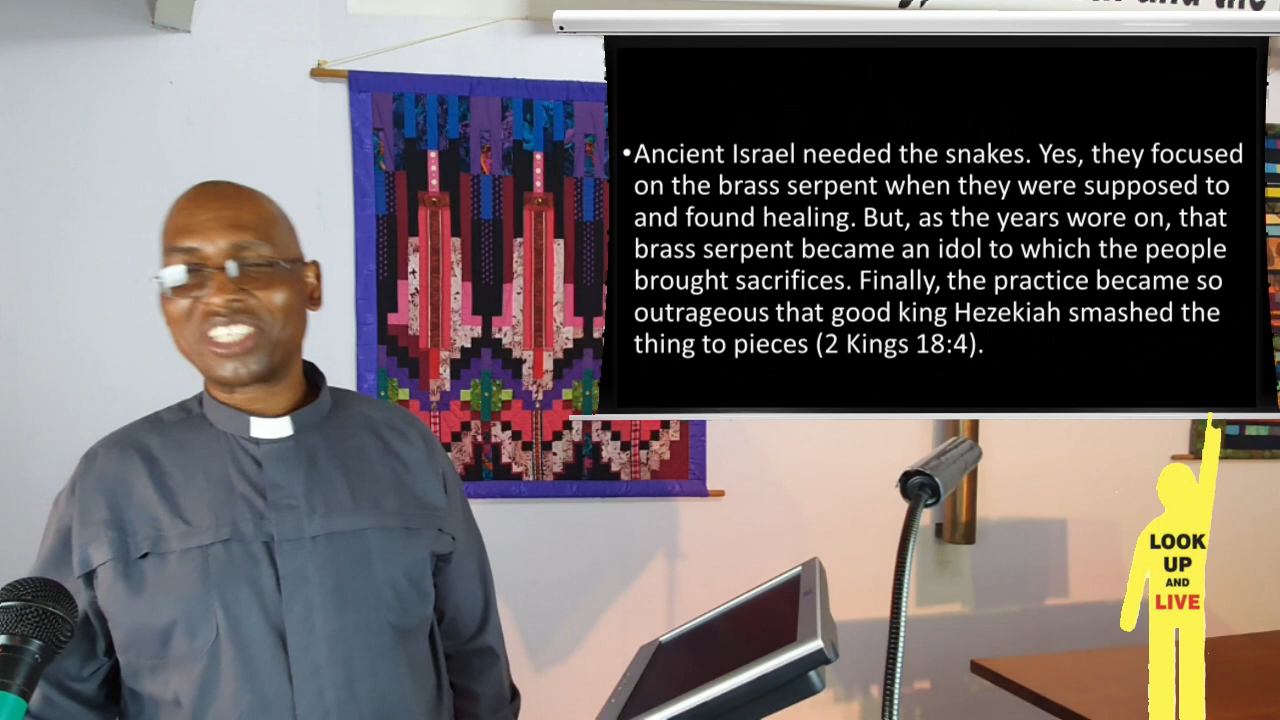 and the
•Ancient Israel needed the snakes. Yes, they focused
on the brass serpent when they were supposed to
and found healing. But, as the years wore on, that
brass serpent became an idol to which the people
brought sacrifices. Finally, the practice became so
outrageous that good king Hezekiah smashed the
thing to pieces (2 Kings 18:4).
LOOK
UP
AND
LIVE